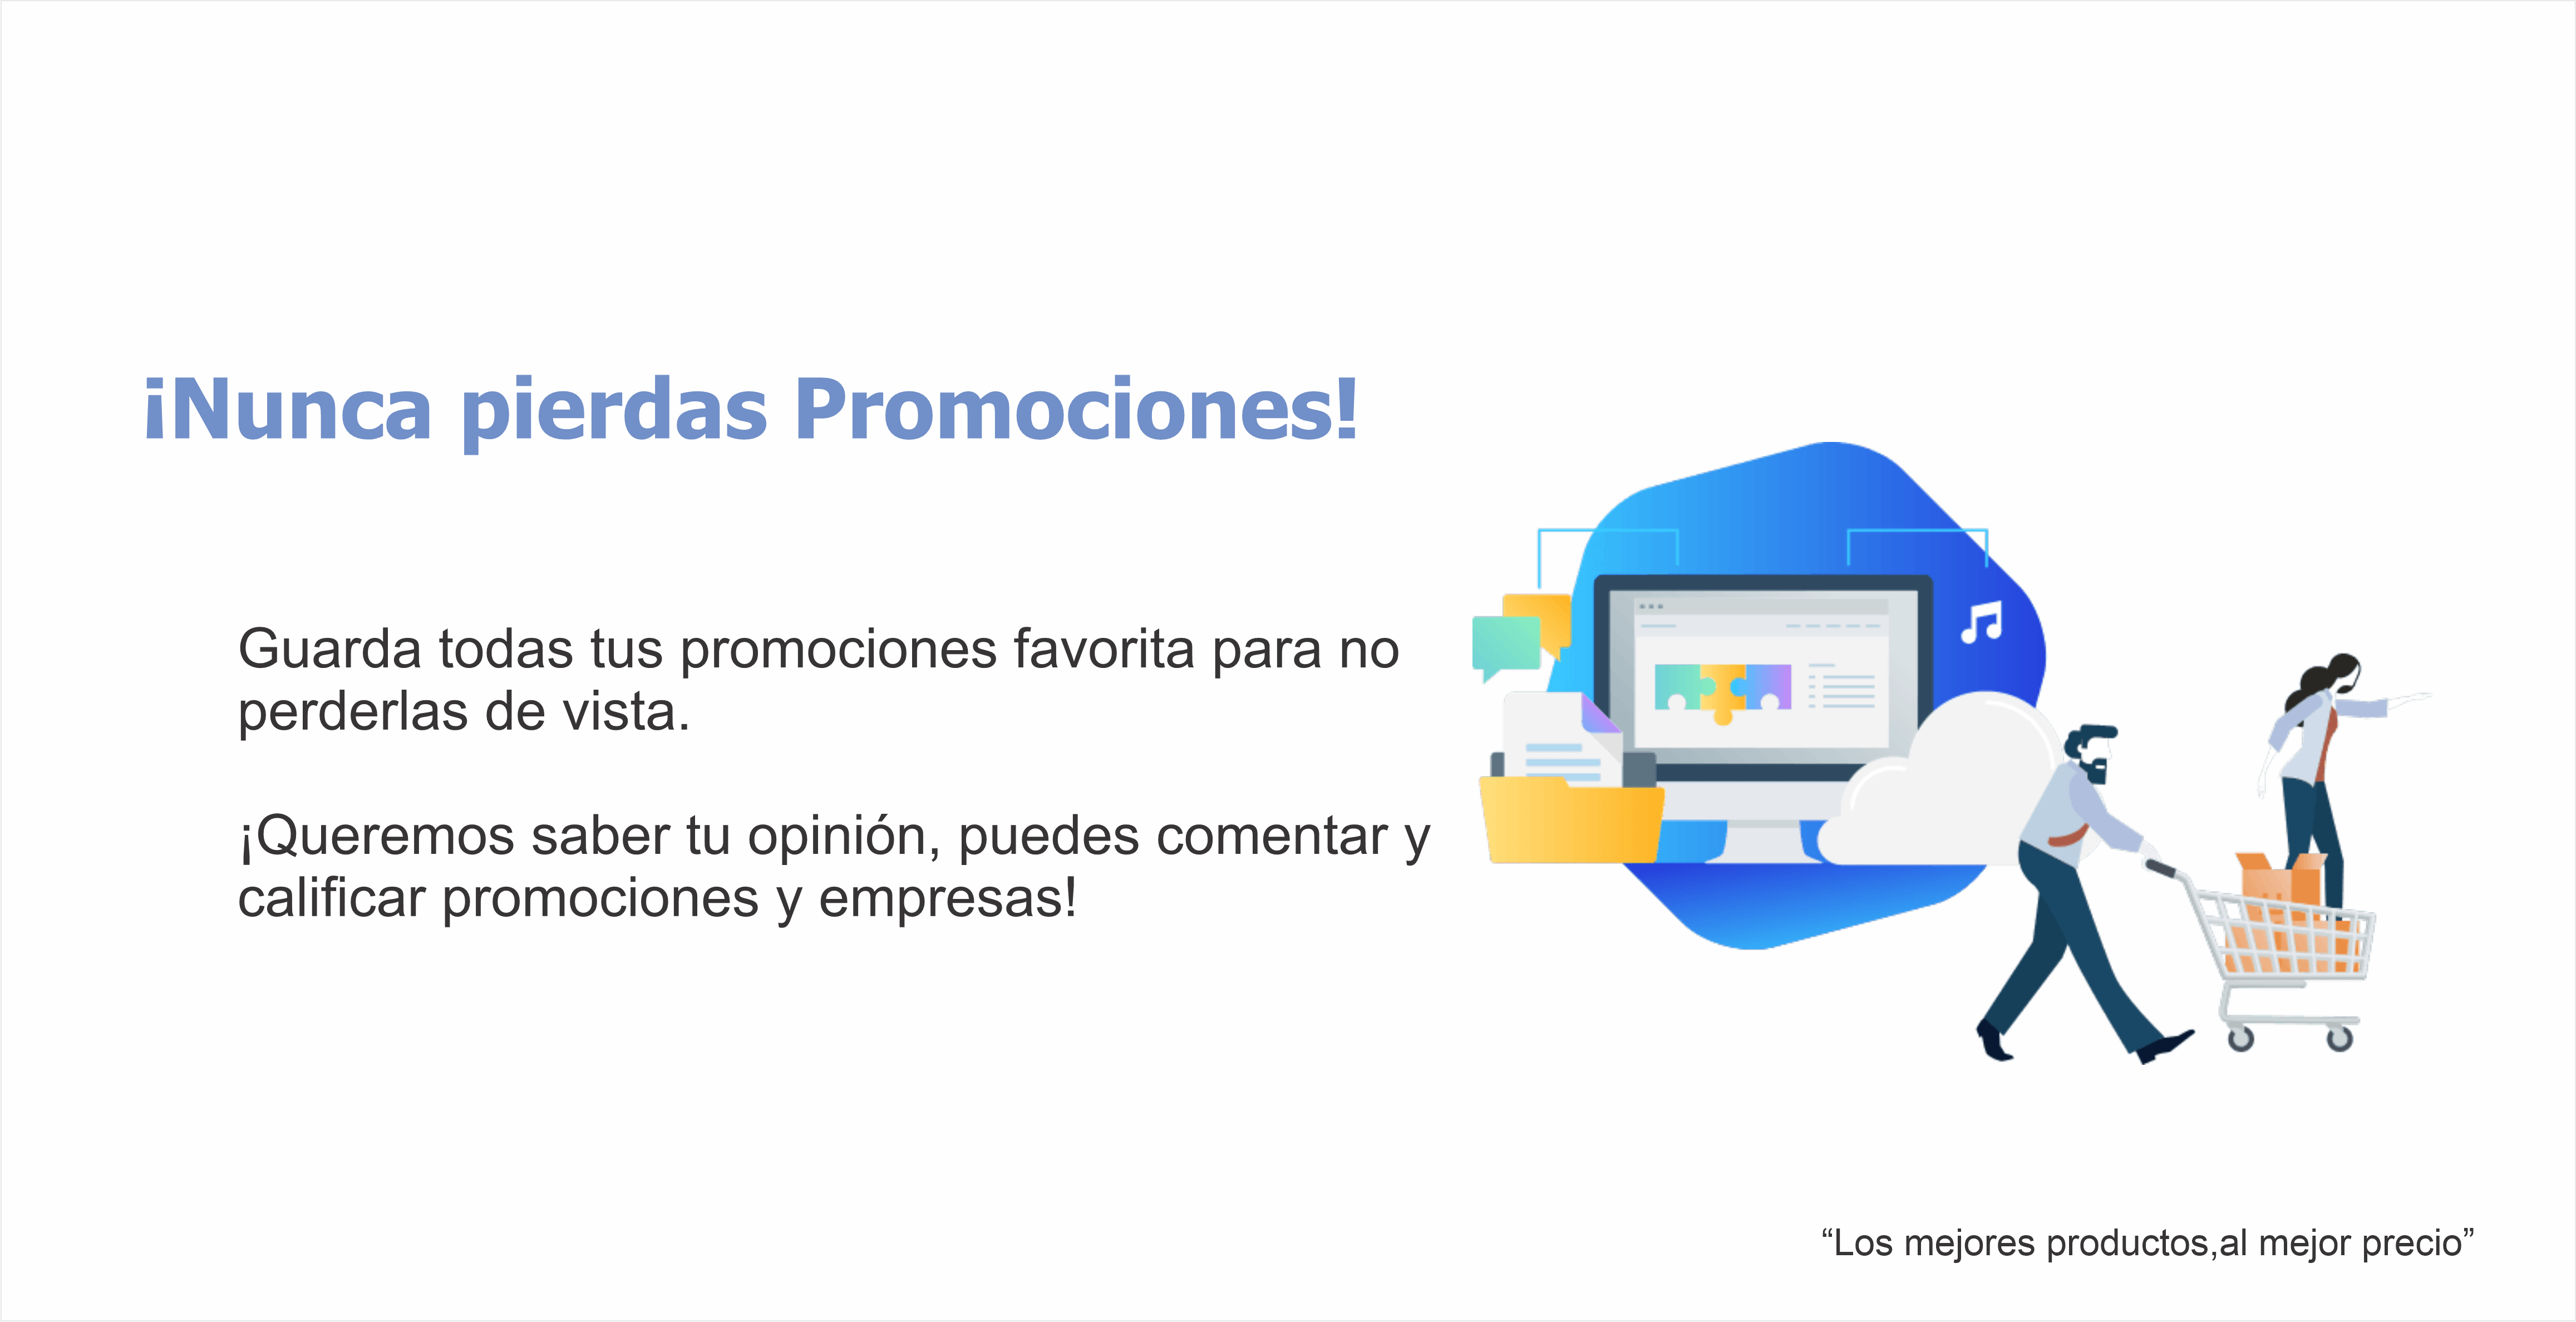 ¡Nunca pierdas Promociones!
Guarda todas tus promociones favorita para no
perderlas de vista.
¡Queremos saber tu opinión, puedes comentar y
calificar promociones y empresas!
“Los mejores productos,al mejor precio”